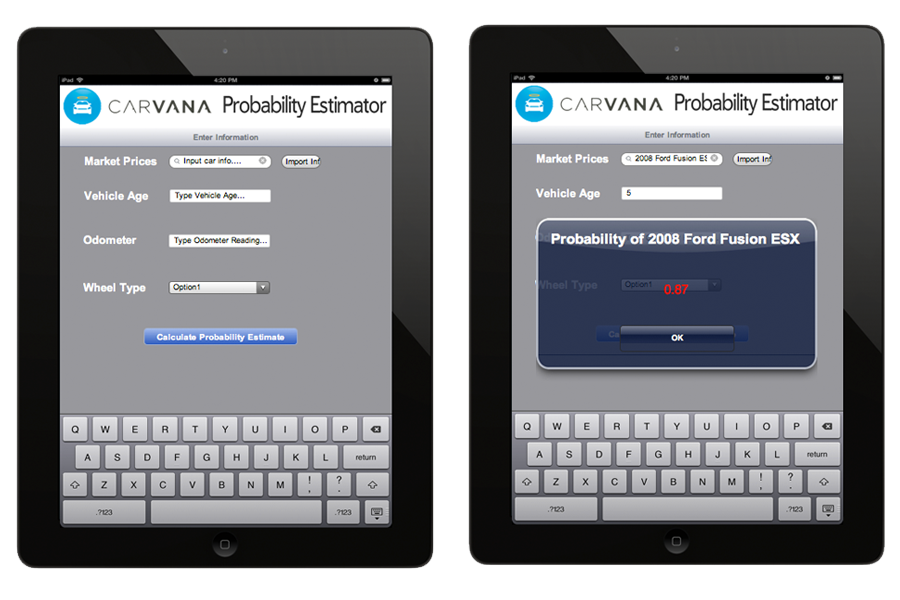 iPad 4:20 PM
CARVANA Probability Estimator
Enter Information
Market Prices Input car info.... Import Inf
Vehicle Age Type Vehicle Age...
Odometer Type Odometer Reading...
Wheel Type Option1
Calculate Probability Estimate
Q W E R T Y U I O P
A S D F G H J K L return
Z X C V B N M ! , ? .
.?123 .?123
iPad 4:20 PM
CARVANA Probability Estimator
Enter Information
Market Prices 2008 Ford Fusion ES Import Inf
Vehicle Age 5
Probability of 2008 Ford Fusion ESX
Wheel Type Option1
0.87
OK
Q W E R T Y U I O P
A S D F G H J K L return
Z X C V B N M ! , ? .
.?123 .?123